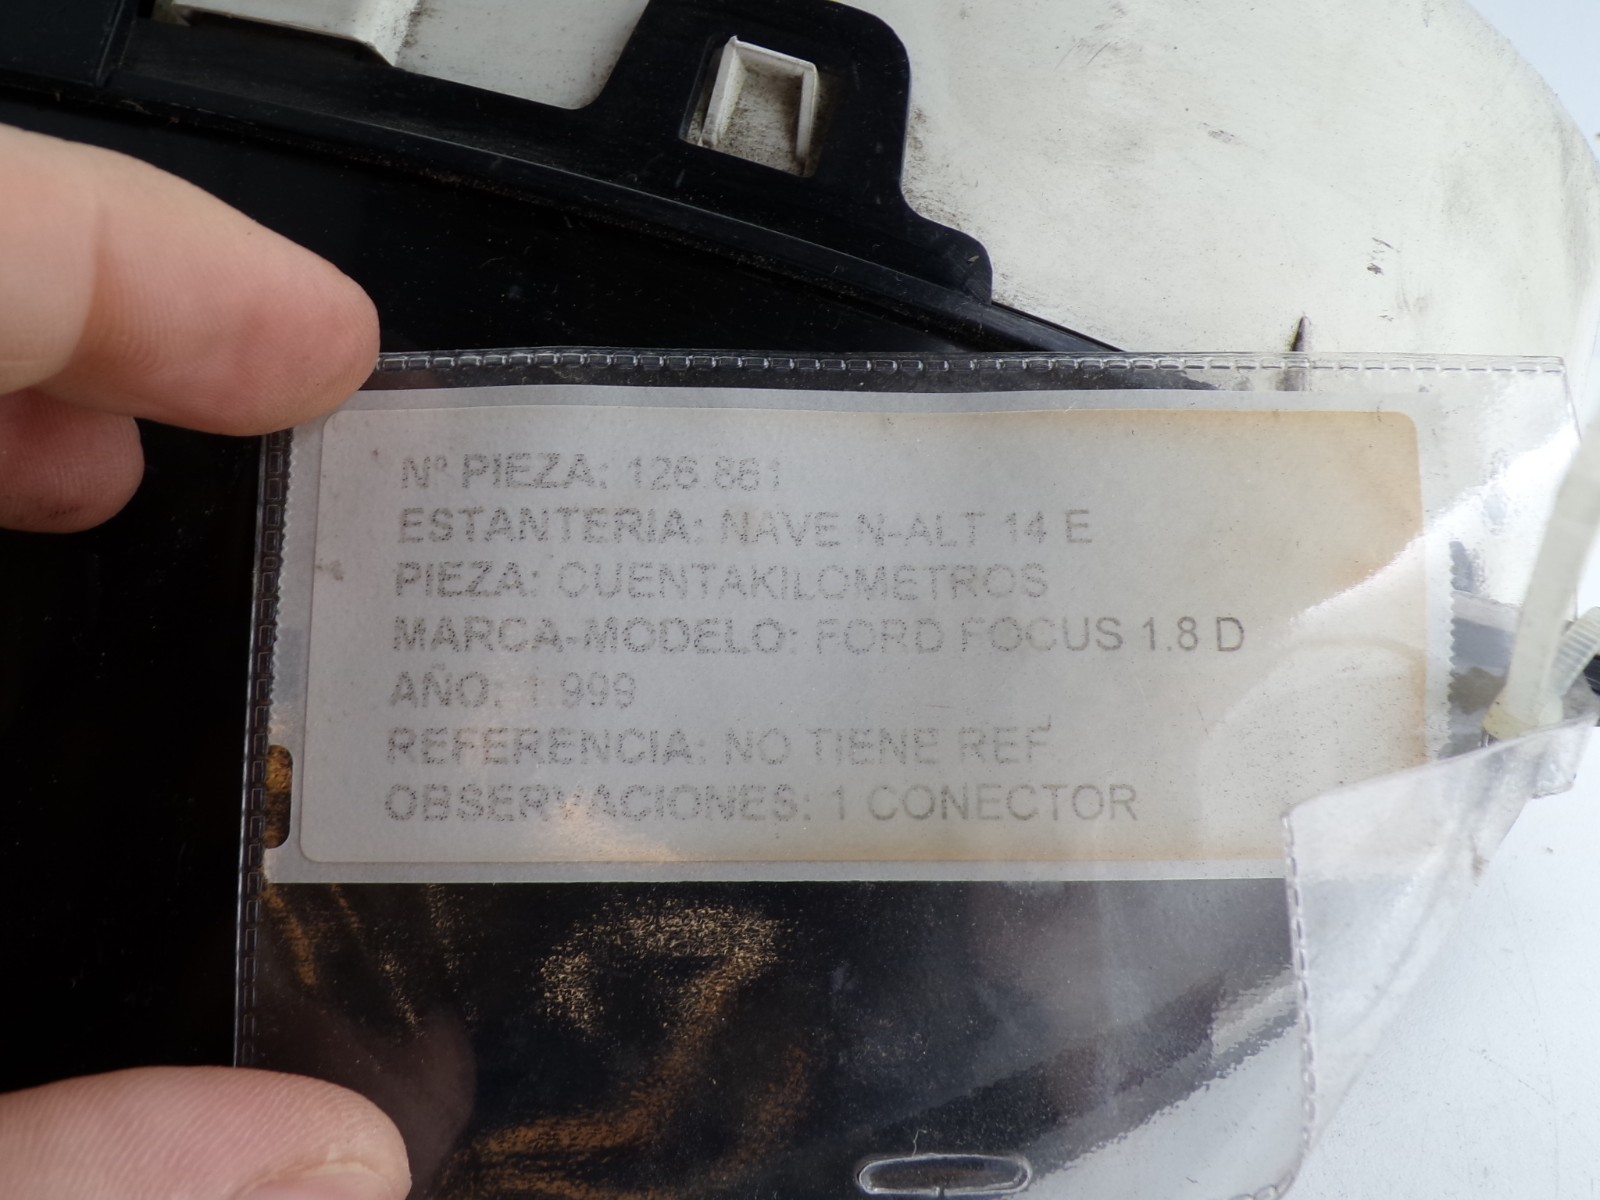 Nº PIEZA: 126.861
ESTANTERIA: NAVE N-ALT 14 E
PIEZA: CUENTAKILOMETROS
MARCA-MODELO: FORD FOCUS 1.8 D
AÑO: 1.999
REFERENCIA: NO TIENE REF.
OBSERVACIONES: 1 CONECTOR